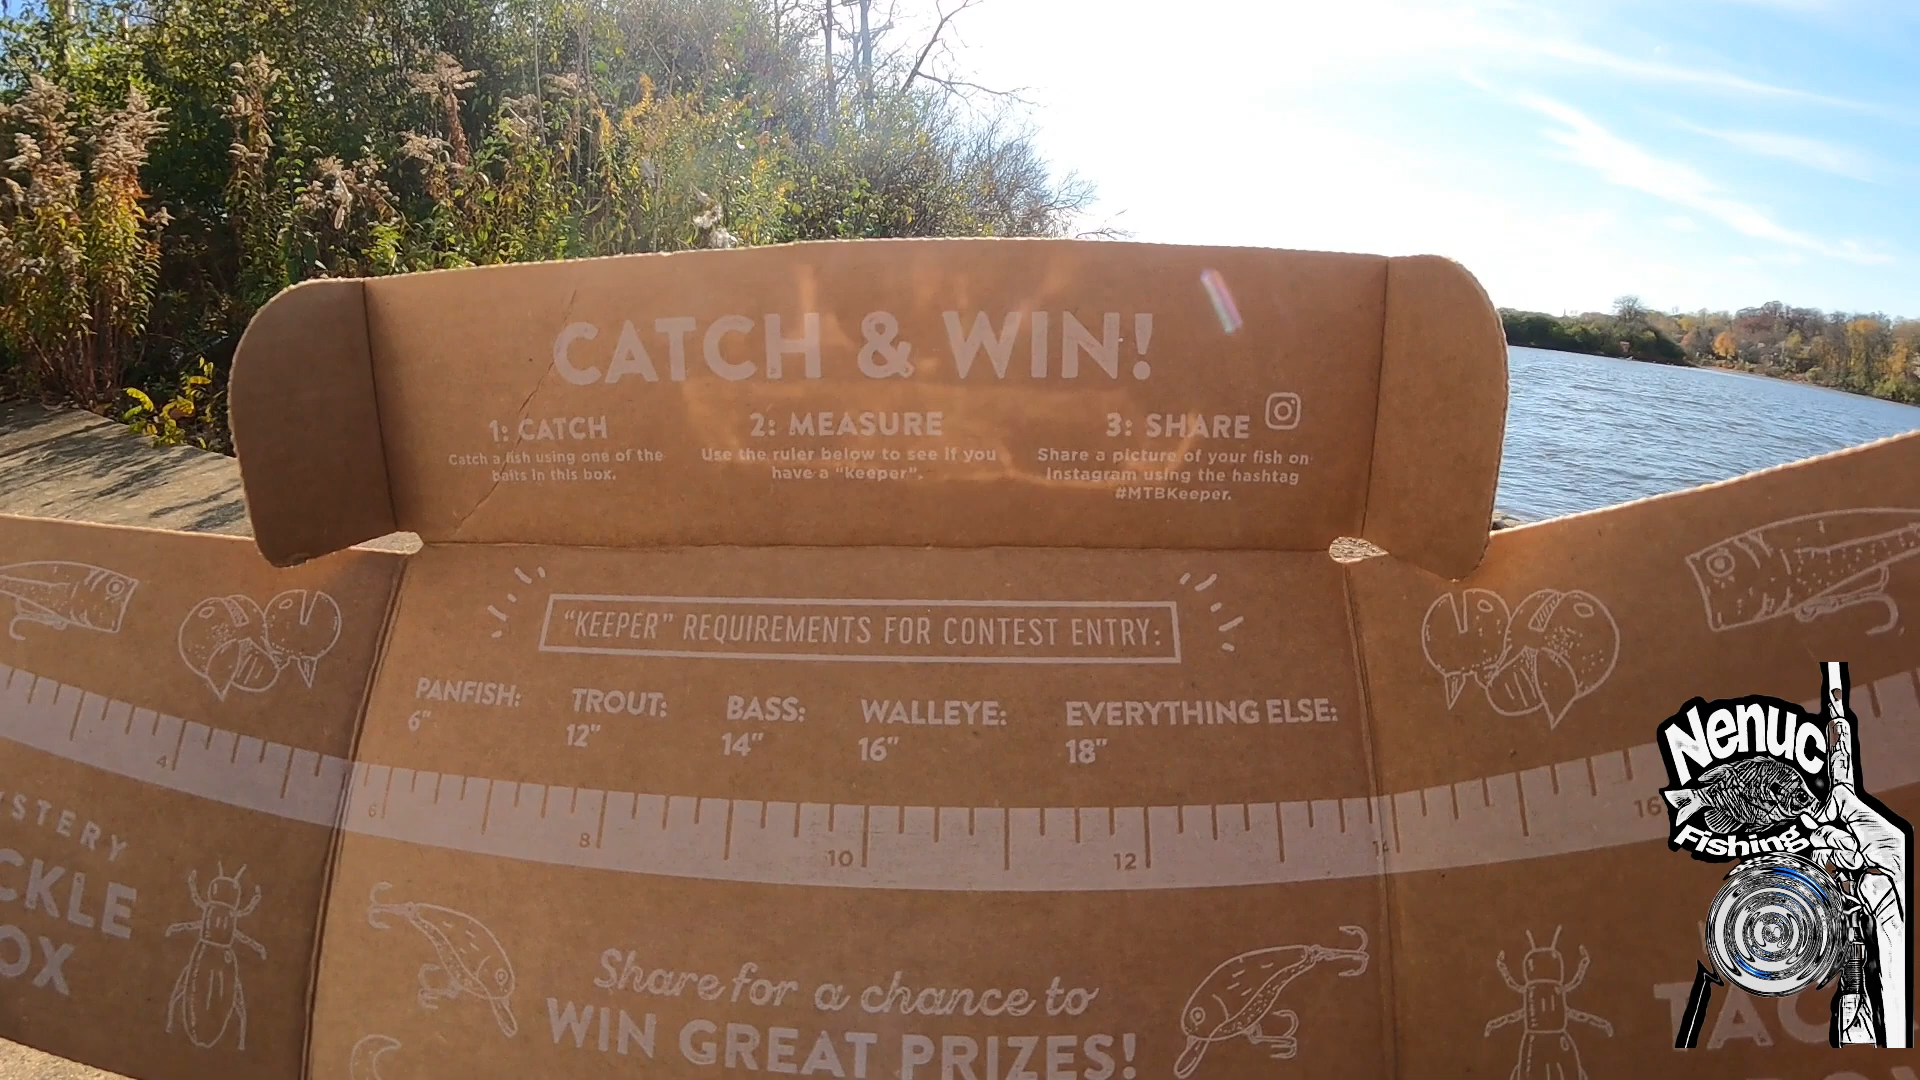 CATCH & WIN!
1: CATCH
Catch a fish using one of the
baits in this box.
2: MEASURE
Use the ruler below to see if you
have a "keeper".
3: SHARE
Share a picture of your fish on
Instagram using the hashtag
#MTBKeeper.
"KEEPER" REQUIREMENTS FOR CONTEST ENTRY:
PANFISH:
6"
TROUT:
12"
BASS:
14"
WALLEYE:
16"
EVERYTHING ELSE:
18"
4 6 8 10 12 14 16
YSTERY
CKLE
OX
Share for a chance to
WIN GREAT PRIZES!
TAC
Nenuc
Fishing